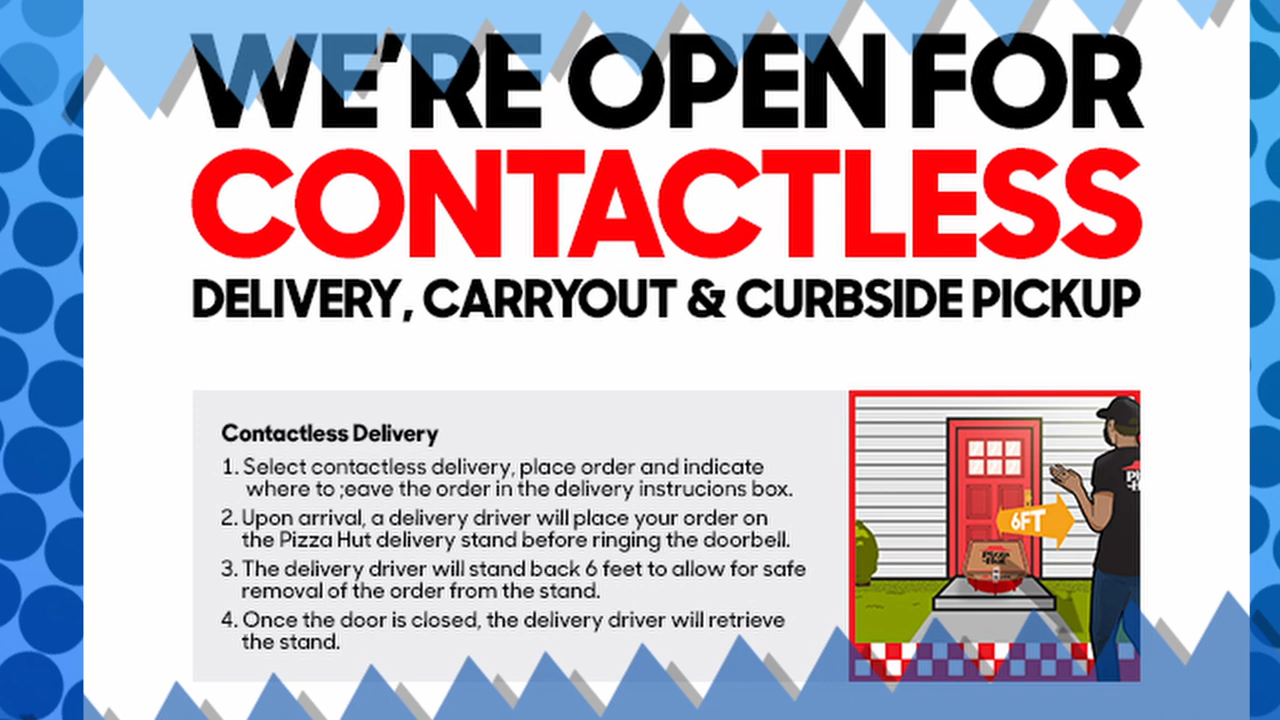 WE'RE OPEN FOR
CONTACTLESS
DELIVERY, CARRYOUT & CURBSIDE PICKUP
Contactless Delivery
1. Select contactless delivery, place order and indicate
where to ;eave the order in the delivery instrucions box.
2. Upon arrival, a delivery driver will place your order on
the Pizza Hut delivery stand before ringing the doorbell.
3. The delivery driver will stand back 6 feet to allow for safe
removal of the order from the stand.
4. Once the door is closed, the delivery driver will retrieve
the stand.
6FT
Pizza
Hut